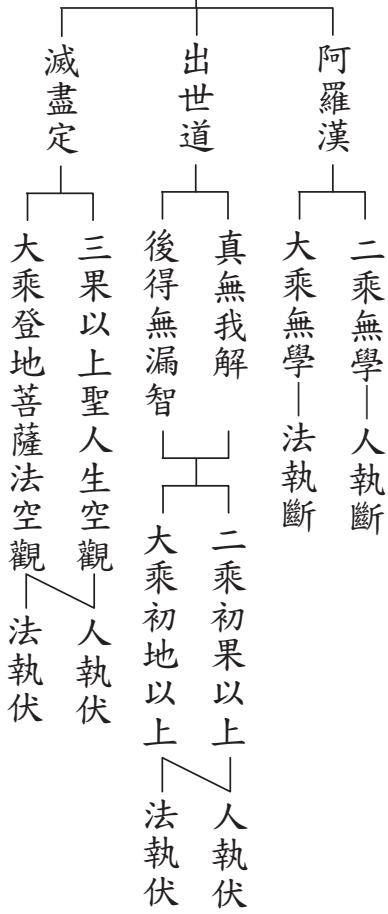 阿羅漢
二乘無學—人執斷
大乘無學—法執斷
出世道
真無我解
後得無漏智
二乘初果以上
人執伏
大乘初地以上
法執伏
滅盡定
三果以上聖人生空觀
人執伏
大乘登地菩薩法空觀
法執伏